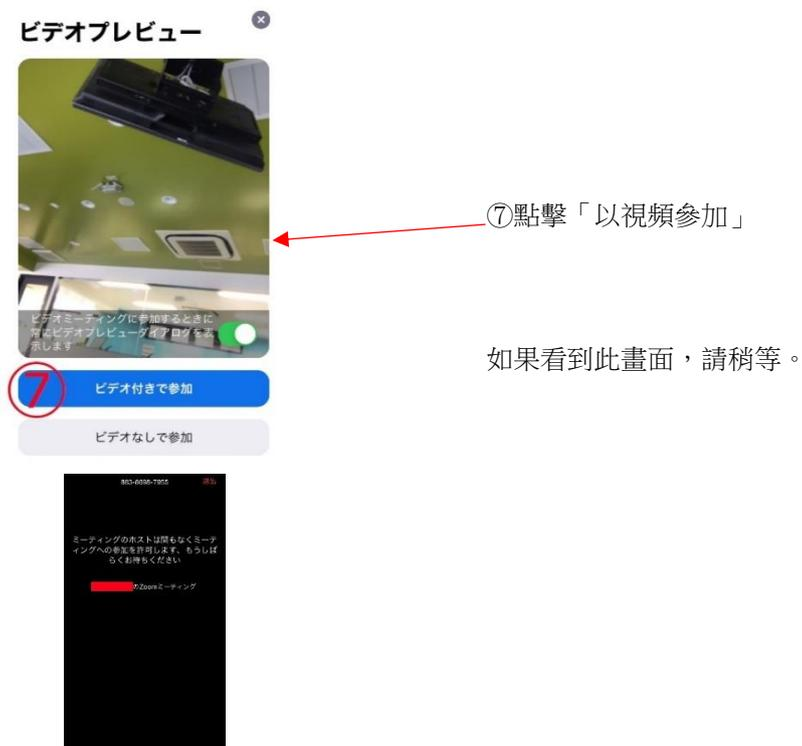 ビデオプレビュー
⑦點擊「以視頻參加」
ビデオミーティングに参加するときに
常にビデオプレビューダイアログを表
示します
如果看到此畫面，請稍等。
⑦
ビデオ付きで参加
ビデオなしで参加
883-6698-7955 退出
ミーティングのホストは間もなくミーテ
ィングへの参加を許可します、もうしば
らくお待ちください
のZoomミーティング